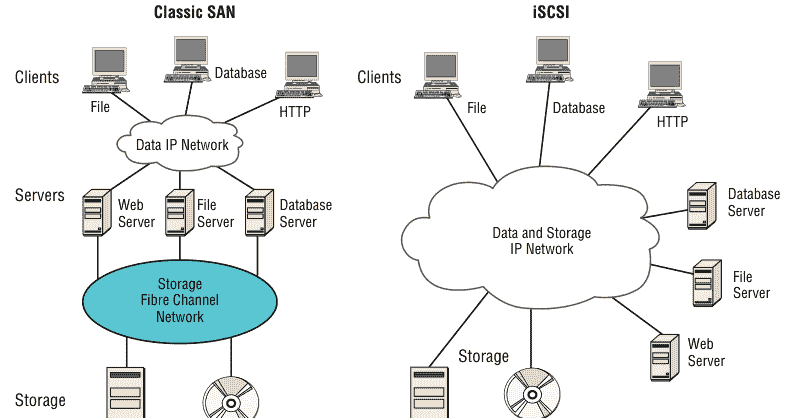 Classic SAN
Clients
File
Database
HTTP
Data IP Network
Servers
Web
Server
File
Server
Database
Server
Storage
Fibre Channel
Network
Storage
iSCSI
Clients
File
Database
HTTP
Data and Storage
IP Network
Database
Server
File
Server
Web
Server
Storage